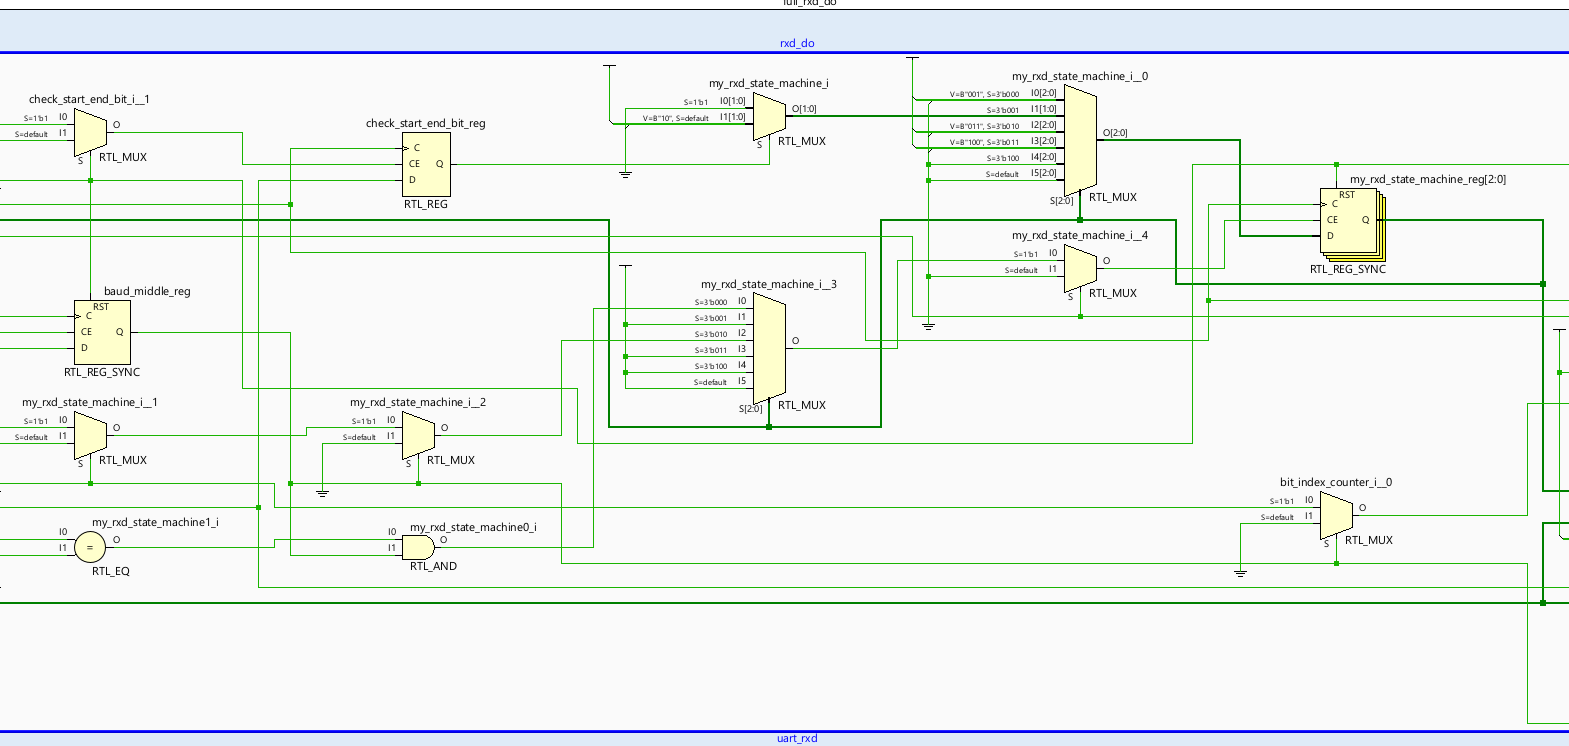 full_rxd_do
rxd_do
check_start_end_bit_i__1
S=1'b1 I0
S=default I1
O
S
RTL_MUX
check_start_end_bit_reg
C
CE
D
Q
RTL_REG
my_rxd_state_machine_i
S=1'b1 I0[1:0]
V=B"10", S=default I1[1:0]
O[1:0]
S
RTL_MUX
my_rxd_state_machine_i__0
V=B"001", S=3'b000 I0[2:0]
S=3'b001 I1[1:0]
V=B"011", S=3'b010 I2[2:0]
V=B"100", S=3'b011 I3[2:0]
S=3'b100 I4[2:0]
S=default I5[2:0]
O[2:0]
S[2:0]
RTL_MUX
my_rxd_state_machine_reg[2:0]
RST
C
CE
D
Q
RTL_REG_SYNC
my_rxd_state_machine_i__4
S=1'b1 I0
S=default I1
O
S
RTL_MUX
baud_middle_reg
RST
C
CE
D
Q
RTL_REG_SYNC
my_rxd_state_machine_i__3
S=3'b000 I0
S=3'b001 I1
S=3'b010 I2
S=3'b011 I3
S=3'b100 I4
S=default I5
O
S[2:0]
RTL_MUX
my_rxd_state_machine_i__1
S=1'b1 I0
S=default I1
O
S
RTL_MUX
my_rxd_state_machine_i__2
S=1'b1 I0
S=default I1
O
S
RTL_MUX
bit_index_counter_i__0
S=1'b1 I0
S=default I1
O
S
RTL_MUX
my_rxd_state_machine1_i
I0
I1
=
O
RTL_EQ
my_rxd_state_machine0_i
I0
I1
O
RTL_AND
uart_rxd